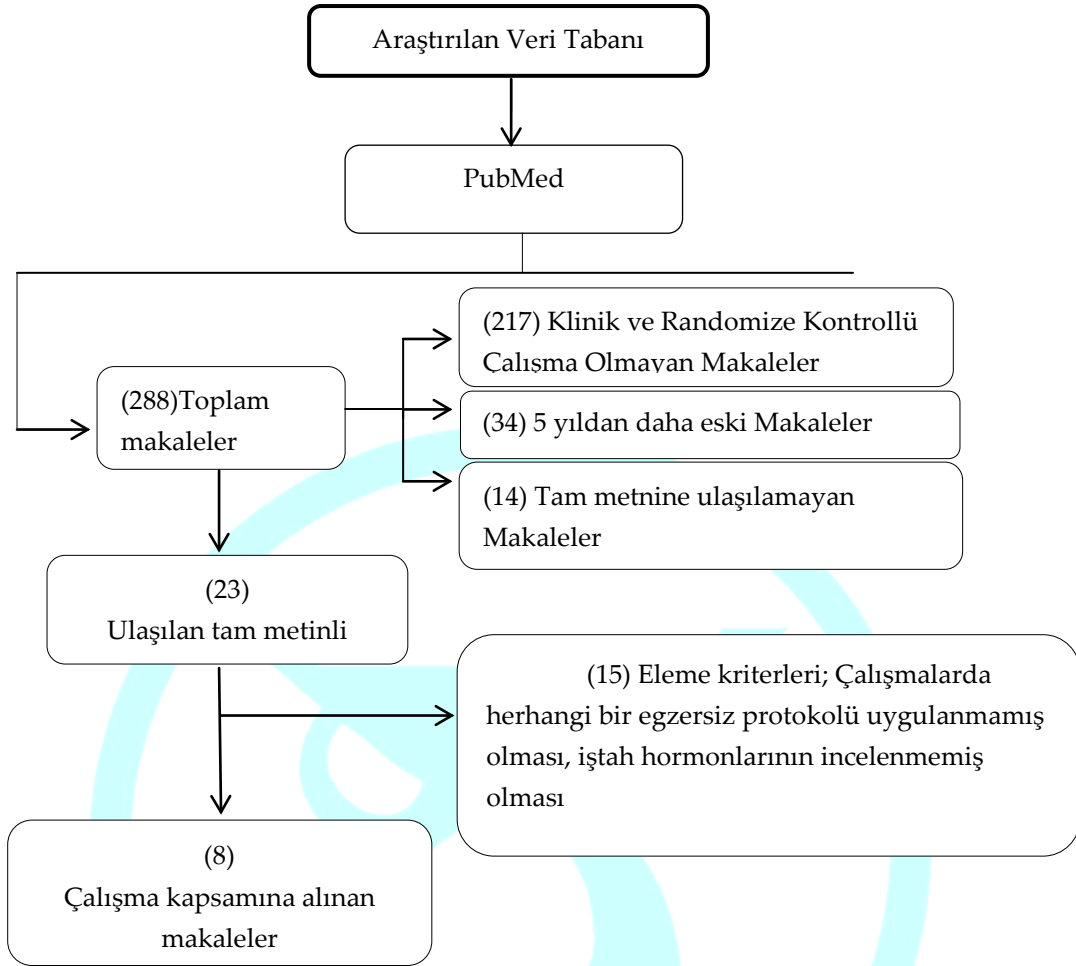 Araştırılan Veri Tabanı
PubMed
(217) Klinik ve Randomize Kontrollü
Çalışma Olmayan Makaleler
(288)Toplam
makaleler
(34) 5 yıldan daha eski Makaleler
(14) Tam metnine ulaşılamayan
Makaleler
(23)
Ulaşılan tam metinli
(15) Eleme kriterleri; Çalışmalarda
herhangi bir egzersiz protokolü uygulanmamış
olması, iştah hormonlarının incelenmemiş
olması
(8)
Çalışma kapsamına alınan
makaleler